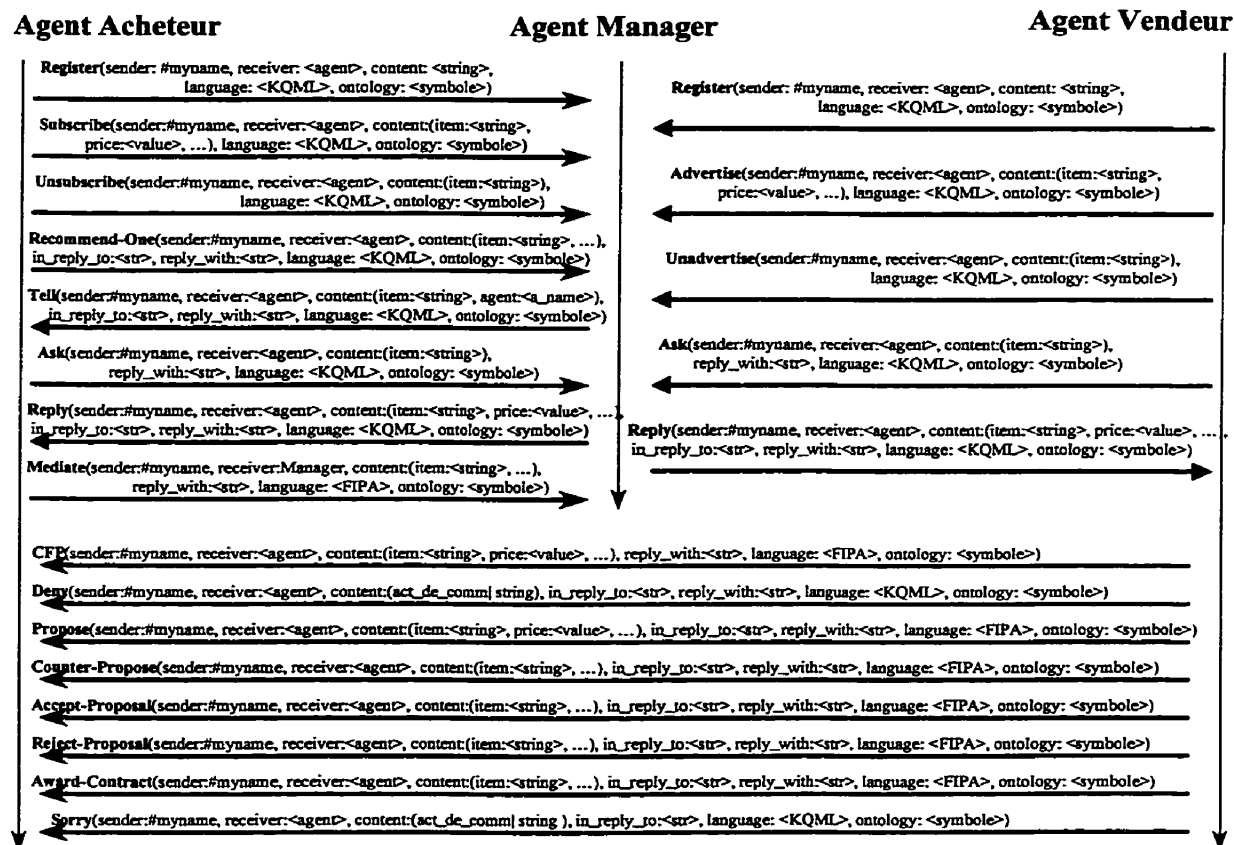 Agent Acheteur
Agent Manager
Agent Vendeur
Register(sender: #myname, receiver: <agent>, content: <string>,
language: <KQML>, ontology: <symbole>)
Subscribe(sender:#myname, receiver:<agent>, content:(item:<string>,
price:<value>, ...), language: <KQML>, ontology: <symbole>)
Unsubscribe(sender:#myname, receiver:<agent>, content:(item:<string>),
language: <KQML>, ontology: <symbole>)
Recommend-One(sender:#myname, receiver:<agent>, content:(item:<string>, ...),
in_reply_to:<str>, reply_with:<str>, language: <KQML>, ontology: <symbole>)
Tell(sender:#myname, receiver:<agent>, content:(item:<string>, agent:<a_name>),
in_reply_to:<str>, reply_with:<str>, language: <KQML>, ontology: <symbole>)
Ask(sender:#myname, receiver:<agent>, content:(item:<string>),
reply_with:<str>, language: <KQML>, ontology: <symbole>)
Reply(sender:#myname, receiver:<agent>, content:(item:<string>, price:<value>, ...),
in_reply_to:<str>, reply_with:<str>, language: <KQML>, ontology: <symbole>)
Mediate(sender:#myname, receiver:Manager, content:(item:<string>, ...),
reply_with:<str>, language: <FIPA>, ontology: <symbole>)
Register(sender: #myname, receiver: <agent>, content: <string>,
language: <KQML>, ontology: <symbole>)
Advertise(sender:#myname, receiver:<agent>, content:(item:<string>,
price:<value>, ...), language: <KQML>, ontology: <symbole>)
Unadvertise(sender:#myname, receiver:<agent>, content:(item:<string>),
language: <KQML>, ontology: <symbole>)
Ask(sender:#myname, receiver:<agent>, content:(item:<string>),
reply_with:<str>, language: <KQML>, ontology: <symbole>)
Reply(sender:#myname, receiver:<agent>, content:(item:<string>, price:<value>, ...,
in_reply_to:<str>, reply_with:<str>, language: <KQML>, ontology: <symbole>)
CFP(sender:#myname, receiver:<agent>, content:(item:<string>, price:<value>, ...), reply_with:<str>, language: <FIPA>, ontology: <symbole>)
Deny(sender:#myname, receiver:<agent>, content:(act_de_comm| string), in_reply_to:<str>, reply_with:<str>, language: <KQML>, ontology: <symbole>)
Propose(sender:#myname, receiver:<agent>, content:(item:<string>, price:<value>, ...), in_reply_to:<str>, reply_with:<str>, language: <FIPA>, ontology: <symbole>)
Counter-Propose(sender:#myname, receiver:<agent>, content:(item:<string>, ...), in_reply_to:<str>, reply_with:<str>, language: <FIPA>, ontology: <symbole>)
Accept-Proposal(sender:#myname, receiver:<agent>, content:(item:<string>, ...), in_reply_to:<str>, reply_with:<str>, language: <FIPA>, ontology: <symbole>)
Reject-Proposal(sender:#myname, receiver:<agent>, content:(item:<string>, ...), in_reply_to:<str>, reply_with:<str>, language: <FIPA>, ontology: <symbole>)
Award-Contract(sender:#myname, receiver:<agent>, content:(item:<string>, ...), in_reply_to:<str>, reply_with:<str>, language: <FIPA>, ontology: <symbole>)
Sorry(sender:#myname, receiver:<agent>, content:(act_de_comm| string ), in_reply_to:<str>, language: <KQML>, ontology: <symbole>)